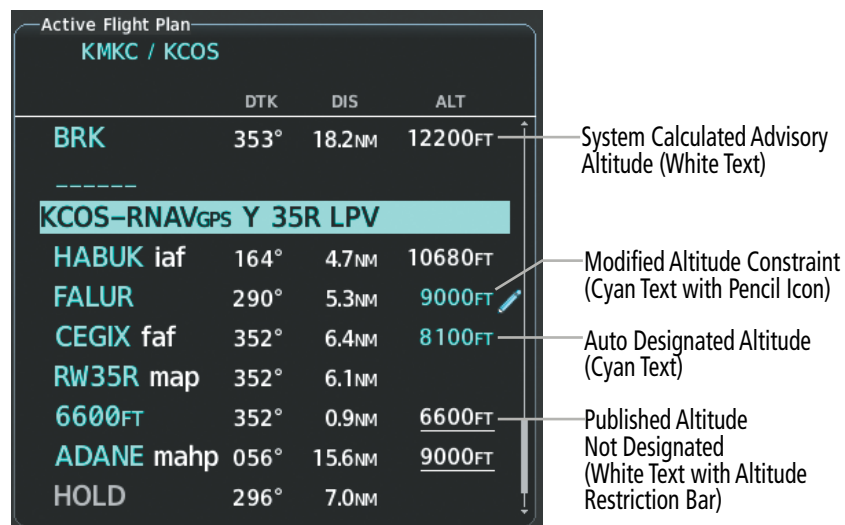 Active Flight Plan
KMKC / KCOS
DTK DIS ALT
BRK 353° 18.2NM 12200FT
______
KCOS–RNAVGPS Y 35R LPV
HABUK iaf 164° 4.7NM 10680FT
FALUR 290° 5.3NM 9000FT
CEGIX faf 352° 6.4NM 8100FT
RW35R map 352° 6.1NM
6600FT 352° 0.9NM 6600FT
ADANE mahp 056° 15.6NM 9000FT
HOLD 296° 7.0NM
System Calculated Advisory
Altitude (White Text)
Modified Altitude Constraint
(Cyan Text with Pencil Icon)
Auto Designated Altitude
(Cyan Text)
Published Altitude
Not Designated
(White Text with Altitude
Restriction Bar)